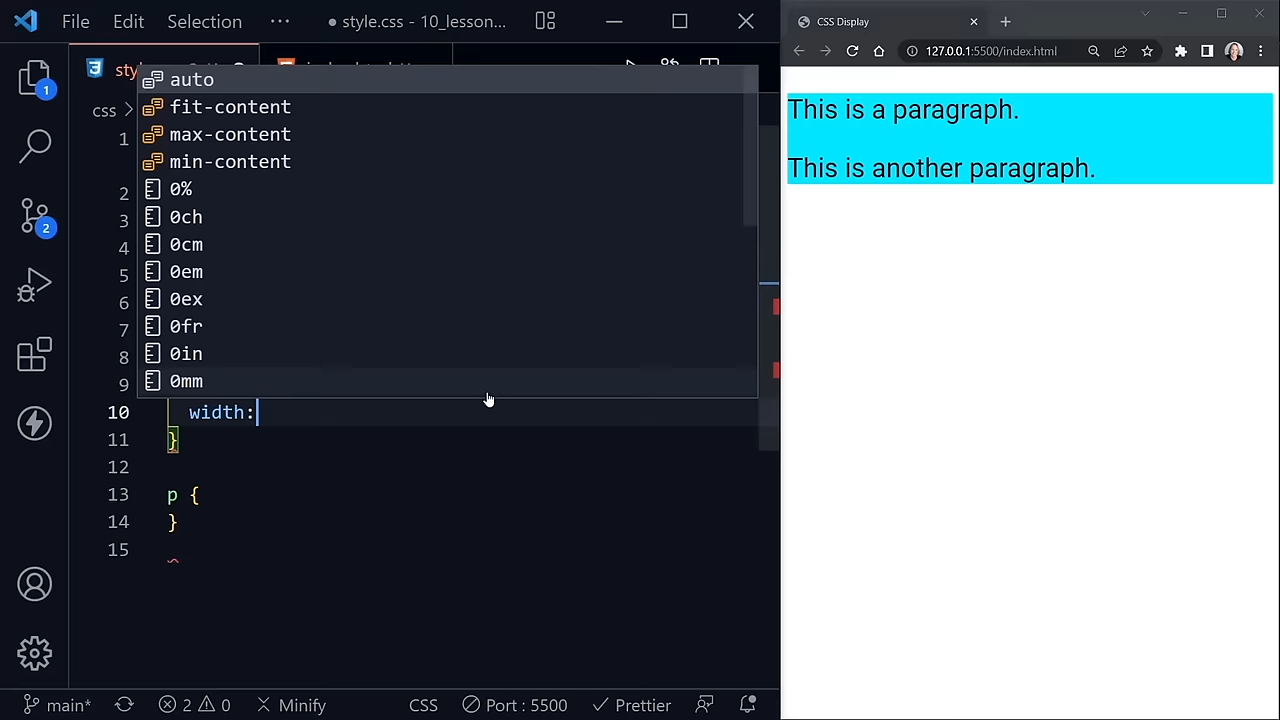 File Edit Selection ··· ● style.css - 10_lesson...
1
2
sty
css >
auto
fit-content
max-content
min-content
0%
0ch
0cm
0em
0ex
0fr
0in
0mm
1
2
3
4
5
6
7
8
9
10 width:
11 }
12
13 p {
14 }
15
main* 2 0 Minify CSS Port : 5500 Prettier
CSS Display
127.0.0.1:5500/index.html
This is a paragraph.
This is another paragraph.